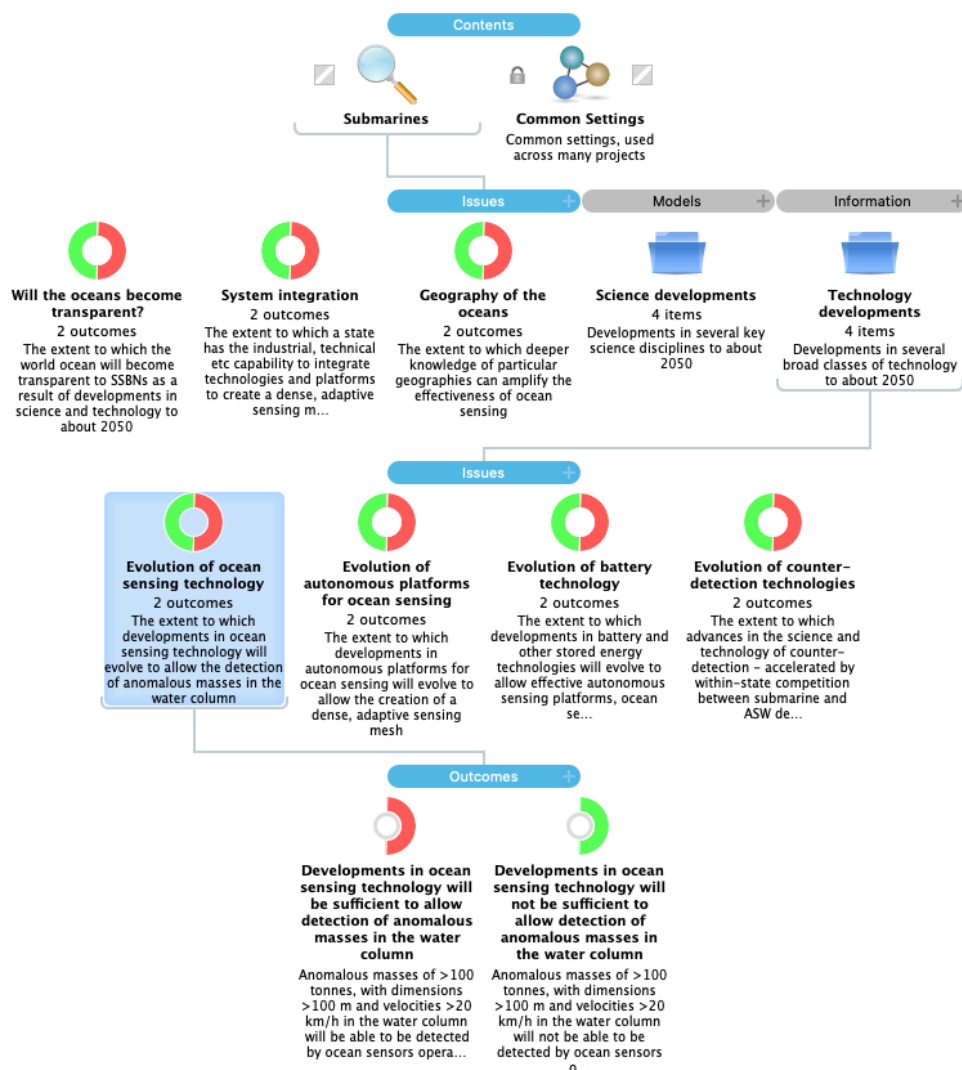 Contents
Submarines
Common Settings
Common settings, used
across many projects
Issues
Models
Information
Will the oceans become
transparent?
2 outcomes
The extent to which the
world ocean will become
transparent to SSBNs as a
result of developments in
science and technology to
about 2050
System integration
2 outcomes
The extent to which a state
has the industrial, technical
etc capability to integrate
technologies and platforms
to create a dense, adaptive
sensing m...
Geography of the
oceans
2 outcomes
The extent to which deeper
knowledge of particular
geographies can amplify the
effectiveness of ocean
sensing
Science developments
4 items
Developments in several key
science disciplines to about
2050
Technology
developments
4 items
Developments in several
broad classes of technology
to about 2050
Issues
Evolution of ocean
sensing technology
2 outcomes
The extent to which
developments in ocean
sensing technology will
evolve to allow the detection
of anomalous masses in the
water column
Evolution of
autonomous platforms
for ocean sensing
2 outcomes
The extent to which
developments in
autonomous platforms for
ocean sensing will evolve to
allow the creation of a
dense, adaptive sensing
mesh
Evolution of battery
technology
2 outcomes
The extent to which
developments in battery and
other stored energy
technologies will evolve to
allow effective autonomous
sensing platforms, ocean
se...
Evolution of counter-
detection technologies
2 outcomes
The extent to which
advances in the science and
technology of counter-
detection – accelerated by
within-state competition
between submarine and
ASW de...
Outcomes
Developments in ocean
sensing technology will
be sufficient to allow
detection of anomalous
masses in the water
column
Anomalous masses of >100
tonnes, with dimensions
>100 m and velocities >20
km/h in the water column
will be able to be detected
by ocean sensors opera...
Developments in ocean
sensing technology will
not be sufficient to
allow detection of
anomalous masses in
the water column
Anomalous masses of >100
tonnes, with dimensions
>100 m and velocities >20
km/h in the water column
will not be able to be
detected by ocean sensors